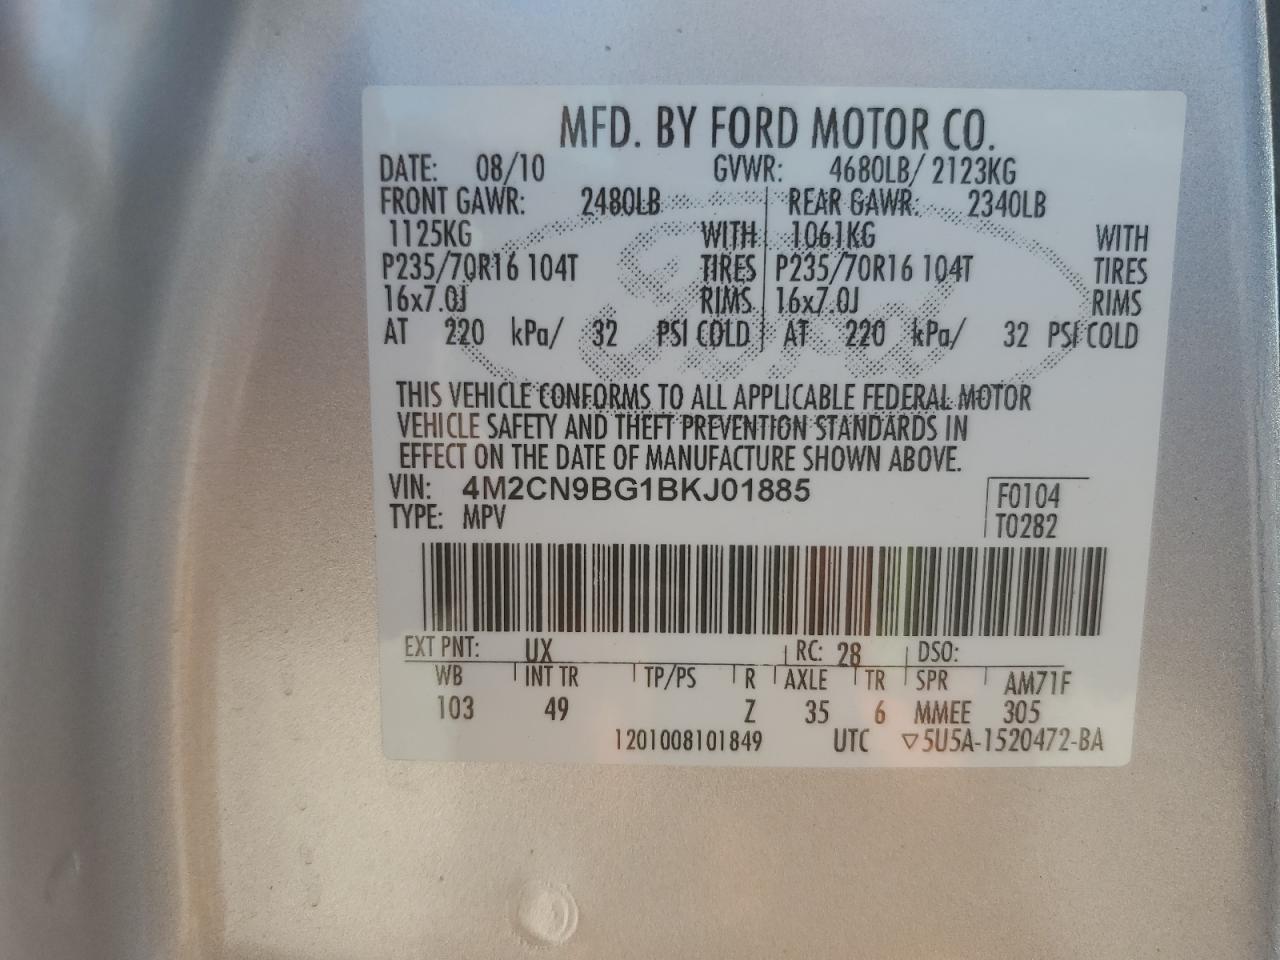 MFD. BY FORD MOTOR CO.
DATE: 08/10 GVWR: 4680LB/ 2123KG
FRONT GAWR: 2480LB REAR GAWR: 2340LB
1125KG WITH 1061KG WITH
P235/70R16 104T TIRES P235/70R16 104T TIRES
16x7.0J RIMS 16x7.0J RIMS
AT 220 kPa/ 32 PSI COLD AT 220 kPa/ 32 PSI COLD
THIS VEHICLE CONFORMS TO ALL APPLICABLE FEDERAL MOTOR
VEHICLE SAFETY AND THEFT PREVENTION STANDARDS IN
EFFECT ON THE DATE OF MANUFACTURE SHOWN ABOVE.
VIN: 4M2CN9BG1BKJ01885 F0104
TYPE: MPV T0282
EXT PNT: UX RC: 28 DSO:
WB INT TR TP/PS R AXLE TR SPR AM71F
103 49 Z 35 6 MMEE 305
1201008101849 UTC ▽5U5A-1520472-BA